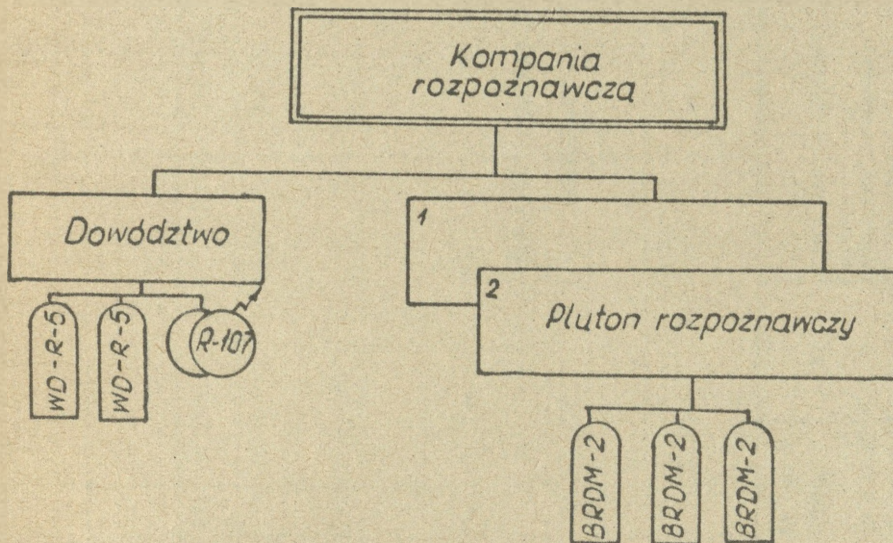 Kompania
rozpoznawcza
Dowództwo
1
2
Pluton rozpoznawczy
WD-R-5
WD-R-5
R-107
BRDM-2
BRDM-2
BRDM-2